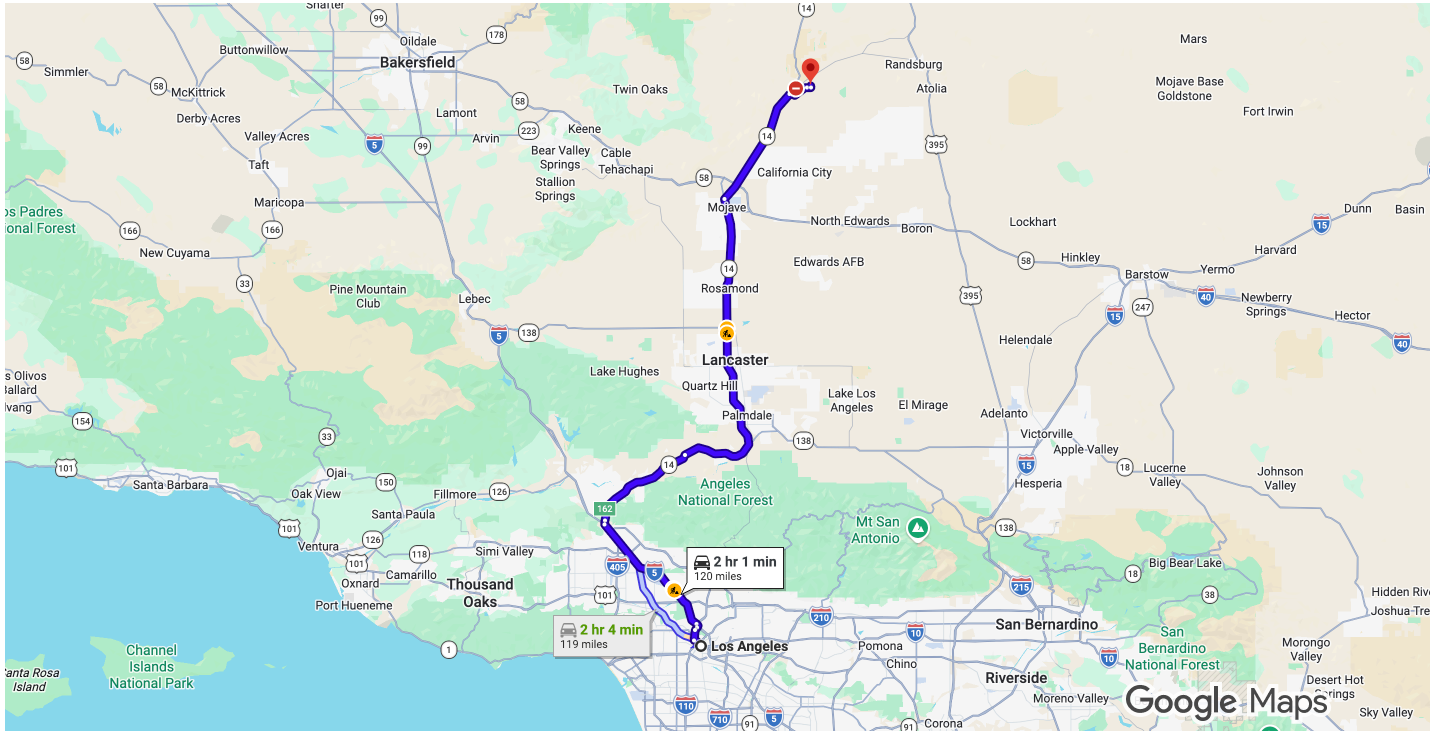 Shafter
99
14
Oildale
178
Mars
Buttonwillow
58
Bakersfield
Randsburg
Simmler
Mojave Base
Goldstone
58
McKittrick
Twin Oaks
Atolia
58
Lamont
Fort Irwin
Derby Acres
223
Keene
14
Valley Acres
Arvin
5
99
Bear Valley
Springs
Cable
395
Taft
Tehachapi
California City
58
Stallion
Springs
Maricopa
Mojave
Dunn
Basin
os Padres
ional Forest
166
166
North Edwards
Boron
Lockhart
15
New Cuyama
Harvard
Edwards AFB
58
Hinkley
14
Yermo
Barstow
33
Pine Mountain
Club
Rosamond
Lebec
395
40
Newberry
Springs
247
15
Hector
5
138
Helendale
40
Lancaster
Lake Hughes
s Olivos
Ballard
lvang
Quartz Hill
Lake Los
Angeles
El Mirage
Adelanto
Palmdale
154
33
138
Victorville
Apple Valley
101
14
15
18
Lucerne
Valley
Johnson
Valley
Ojai
Hesperia
Santa Barbara
150
Angeles
National Forest
Oak View
Fillmore
126
162
Santa Paula
101
Mt San
Antonio
138
Ventura
126
118
Simi Valley
405
5
2 hr 1 min
120 miles
Big Bear Lake
101
Oxnard
Camarillo
18
Thousand
Oaks
101
215
38
Hidden Rive
Port Hueneme
Joshua Tre
210
2 hr 4 min
119 miles
10
San Bernardino
1
Los Angeles
Pomona
San
Bernardino
National Forest
10
Morongo
Valley
Channel
Islands
National Park
Chino
Santa Rosa
Island
Riverside
Desert Hot
Springs
Moreno Valley
110
Google Maps
710
91
5
91
Corona
Sky Valley